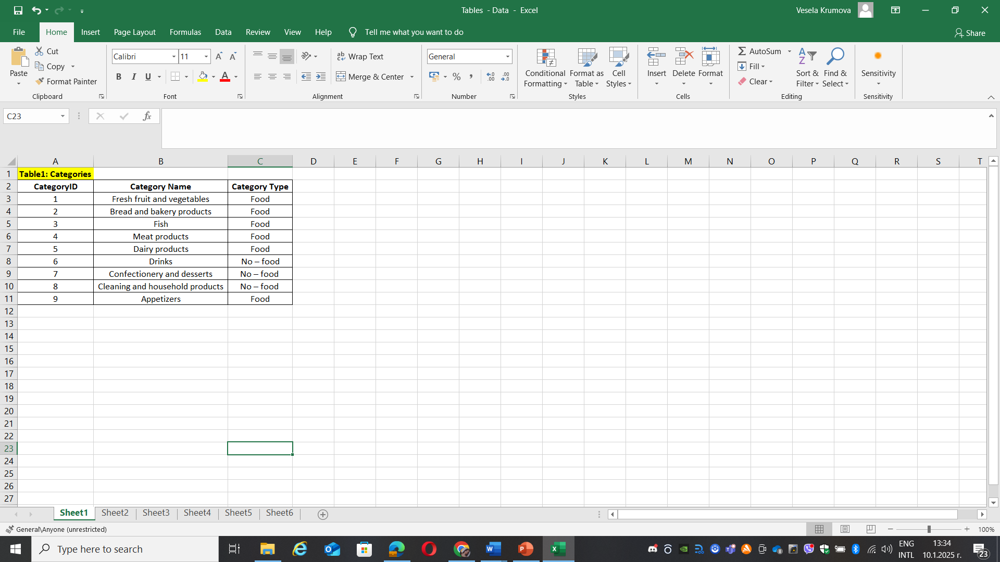 Tables - Data - Excel
Vesela Krumova
File Home Insert Page Layout Formulas Data Review View Help Tell me what you want to do Share
Paste
Cut
Copy
Format Painter
Clipboard
Calibri 11
B I U
Font
Wrap Text
Merge & Center
Alignment
General
Number
Conditional Formatting
Format as Table
Cell Styles
Styles
Insert Delete Format
Cells
AutoSum
Fill
Clear
Sort & Filter
Find & Select
Editing
Sensitivity
Sensitivity
C23
fx
A B C D E F G H I J K L M N O P Q R S T
1 Table1: Categories
2 CategoryID Category Name Category Type
3 1 Fresh fruit and vegetables Food
4 2 Bread and bakery products Food
5 3 Fish Food
6 4 Meat products Food
7 5 Dairy products Food
8 6 Drinks No – food
9 7 Confectionery and desserts No – food
10 8 Cleaning and household products No – food
11 9 Appetizers Food
12
13
14
15
16
17
18
19
20
21
22
23
24
25
26
27
Sheet1 Sheet2 Sheet3 Sheet4 Sheet5 Sheet6
General\Anyone (unrestricted)
100%
Type here to search
ENG
INTL
13:34
10.1.2025 г.
23